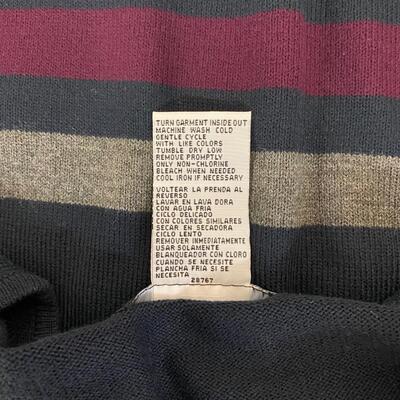 TURN GARMENT INSIDE OUT
MACHINE WASH COLD
GENTLE CYCLE
WITH LIKE COLORS
TUMBLE DRY LOW
REMOVE PROMPTLY
ONLY NON-CHLORINE
BLEACH WHEN NEEDED
COOL IRON IF NECESSARY
VOLTEAR LA PRENDA AL
REVERSO
LAVAR EN LAVA DORA
CON AGUA FRIA
CICLO DELICADO
CON COLORES SIMILARES
SECAR EN SECADORA
CICLO LENTO
REMOVER INMEDIATAMENTE
USAR SOLAMENTE
BLANQUEADOR CON CLORO
CUANDO SE NECESITE
PLANCHA FRIA SI SE
NECESITA
28767